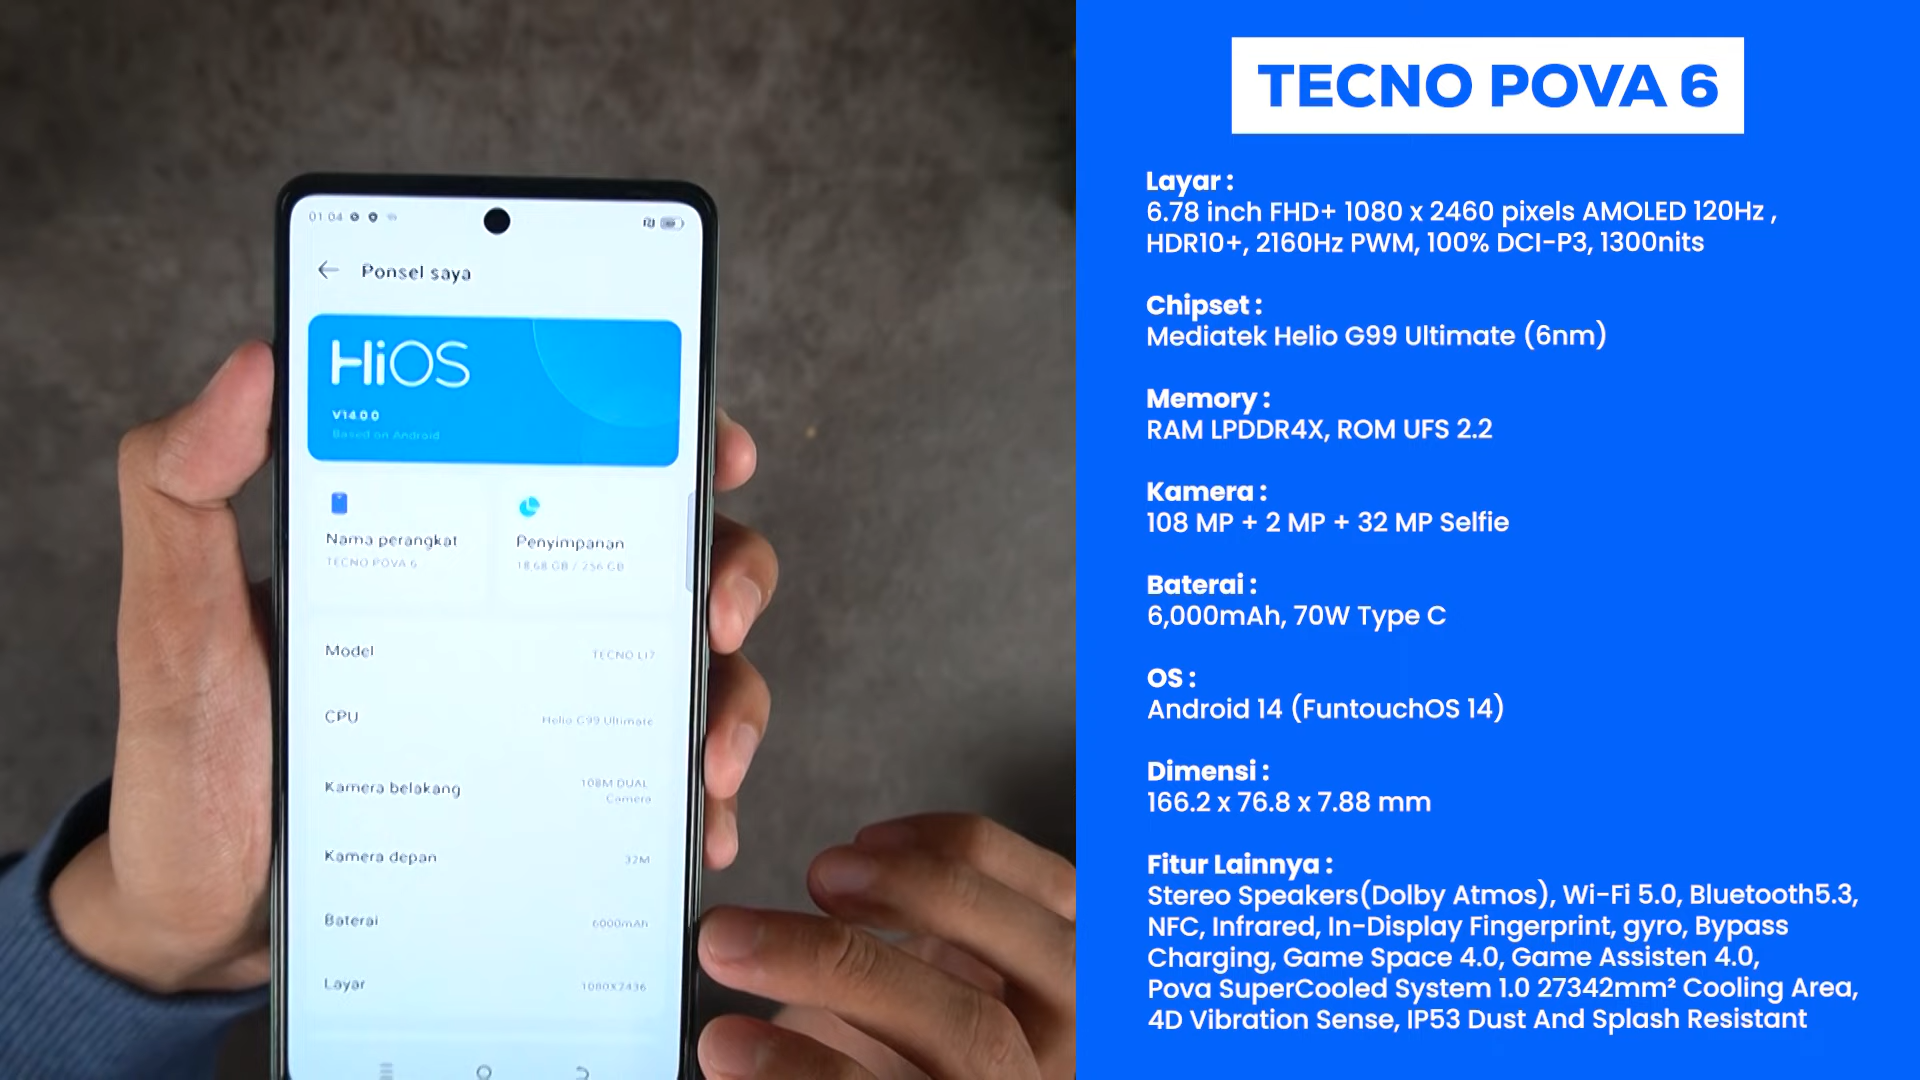 01:04
Ponsel saya
HiOS
V14.0.0
Based on Android
Nama perangkat
TECNO POVA 6
Penyimpanan
18,68 GB / 256 GB
Model
TECNO LI7
CPU
Helio G99 Ultimate
Kamera belakang
108M DUAL
Camera
Kamera depan
32M
Baterai
6000mAh
Layar
1080X2436
TECNO POVA 6
Layar :
6.78 inch FHD+ 1080 x 2460 pixels AMOLED 120Hz ,
HDR10+, 2160Hz PWM, 100% DCI-P3, 1300nits
Chipset :
Mediatek Helio G99 Ultimate (6nm)
Memory :
RAM LPDDR4X, ROM UFS 2.2
Kamera :
108 MP + 2 MP + 32 MP Selfie
Baterai :
6,000mAh, 70W Type C
OS :
Android 14 (FuntouchOS 14)
Dimensi :
166.2 x 76.8 x 7.88 mm
Fitur Lainnya :
Stereo Speakers(Dolby Atmos), Wi-Fi 5.0, Bluetooth5.3,
NFC, Infrared, In-Display Fingerprint, gyro, Bypass
Charging, Game Space 4.0, Game Assisten 4.0,
Pova SuperCooled System 1.0 27342mm² Cooling Area,
4D Vibration Sense, IP53 Dust And Splash Resistant